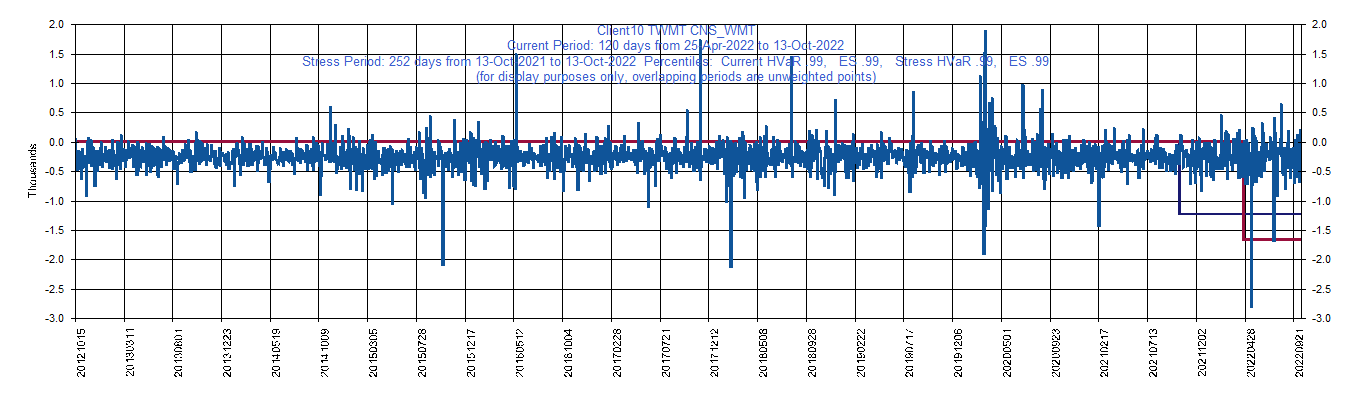 Client10 TWMT CNS_WMT
Current Period: 120 days from 25-Apr-2022 to 13-Oct-2022
Stress Period: 252 days from 13-Oct-2021 to 13-Oct-2022 Percentiles: Current HVaR .99, ES .99, Stress HVaR .99, ES .99
(for display purposes only, overlapping periods are unweighted points)
2.0 2.0
1.5 1.5
1.0 1.0
0.5 0.5
0.0 0.0
-0.5 -0.5
-1.0 -1.0
-1.5 -1.5
-2.0 -2.0
-2.5 -2.5
-3.0 -3.0
Thousands
20121015 20130311 20130801 20131223 20140519 20141009 20150305 20150728 20151217 20160512 20161004 20170228 20170721 20171212 20180508 20180928 20190222 20190717 20191206 20200501 20200923 20210217 20210713 20211202 20220428 20220921